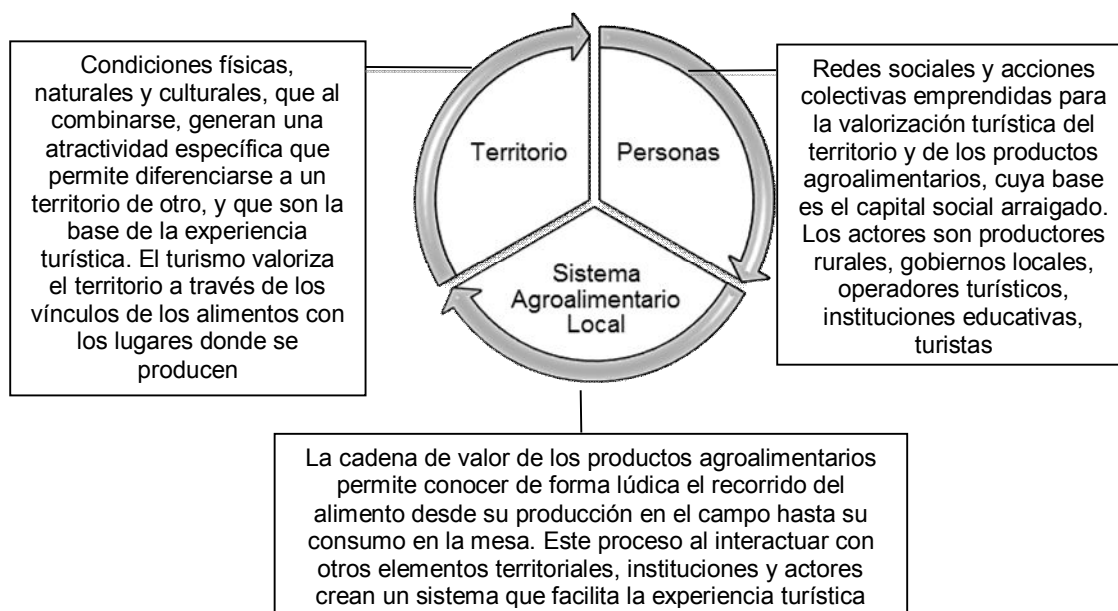 Condiciones físicas,
naturales y culturales, que al
combinarse, generan una
atractividad específica que
permite diferenciarse a un
territorio de otro, y que son la
base de la experiencia
turística. El turismo valoriza
el territorio a través de los
vínculos de los alimentos con
los lugares donde se
producen
Territorio
Personas
Sistema
Agroalimentario
Local
Redes sociales y acciones
colectivas emprendidas para
la valorización turística del
territorio y de los productos
agroalimentarios, cuya base
es el capital social arraigado.
Los actores son productores
rurales, gobiernos locales,
operadores turísticos,
instituciones educativas,
turistas
La cadena de valor de los productos agroalimentarios
permite conocer de forma lúdica el recorrido del
alimento desde su producción en el campo hasta su
consumo en la mesa. Este proceso al interactuar con
otros elementos territoriales, instituciones y actores
crean un sistema que facilita la experiencia turística